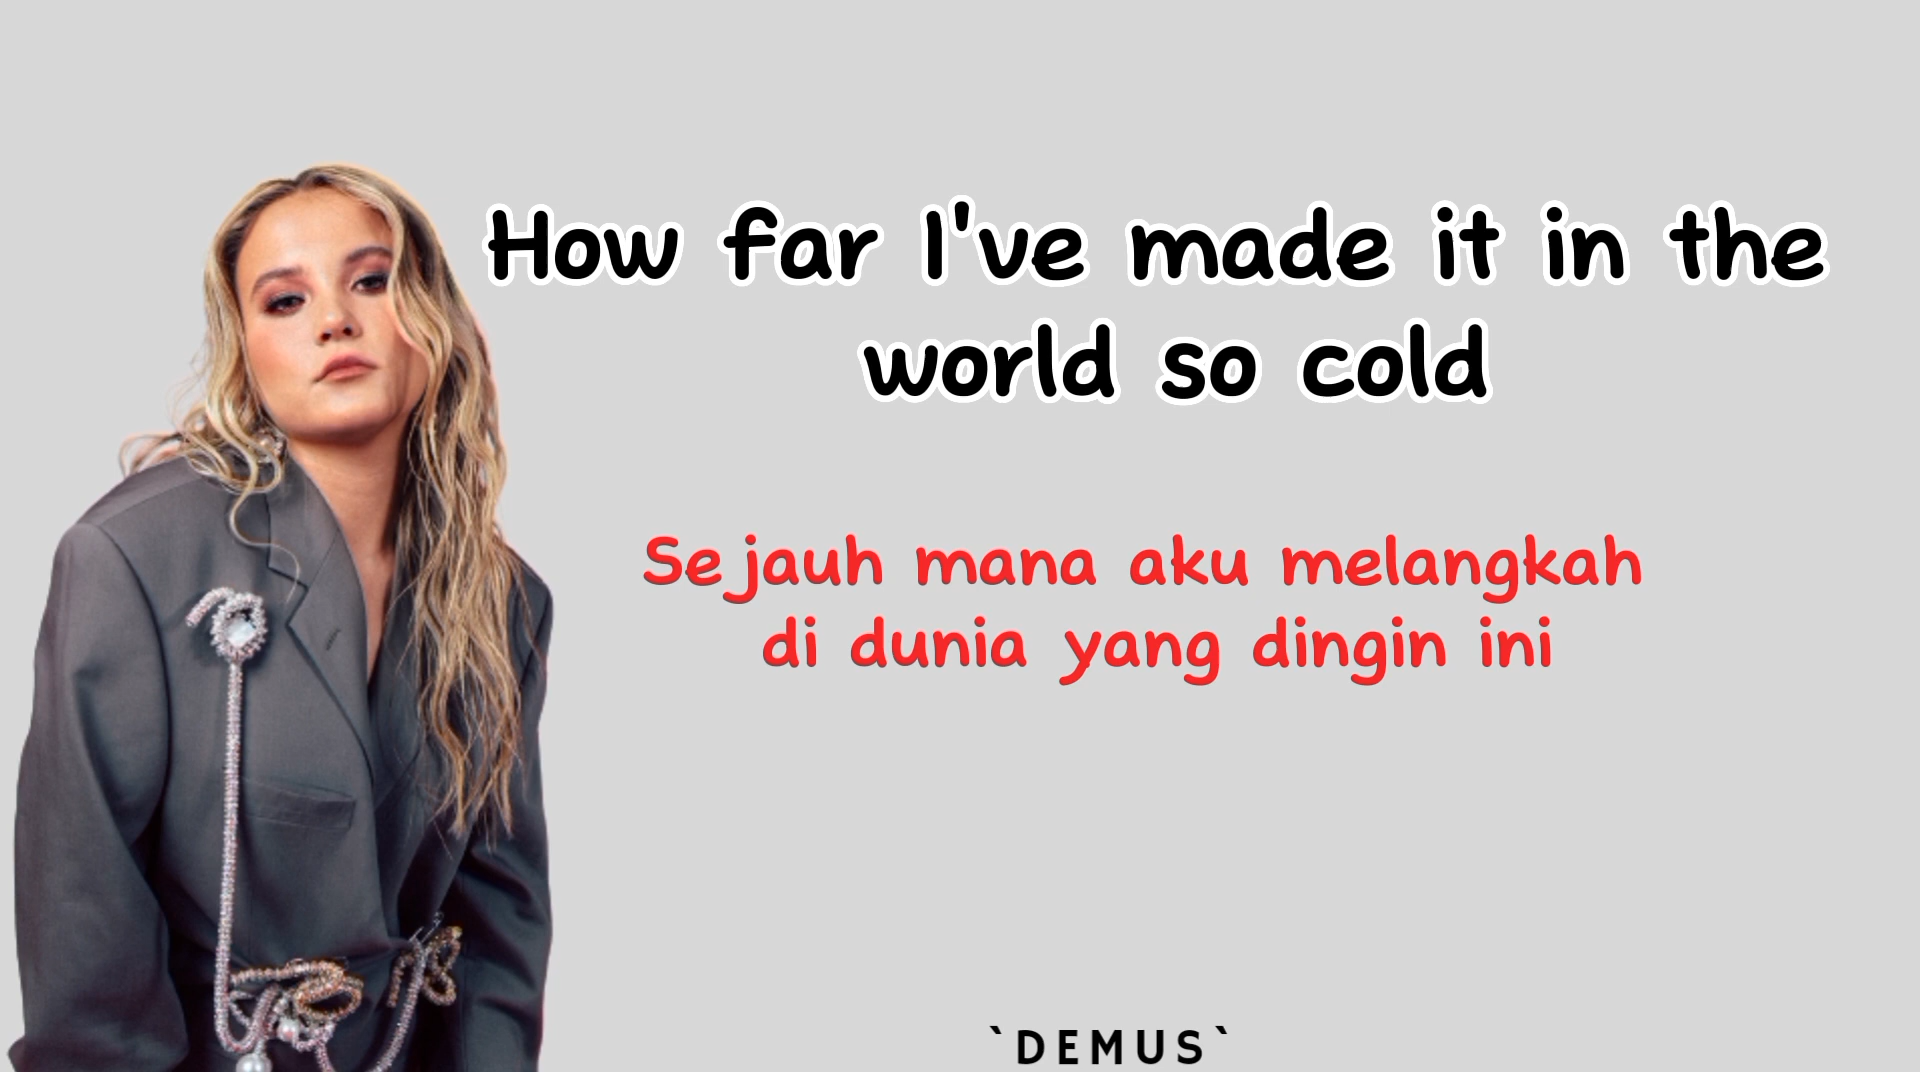 How far I've made it in the
world so cold
Sejauh mana aku melangkah
di dunia yang dingin ini
`DEMUS`